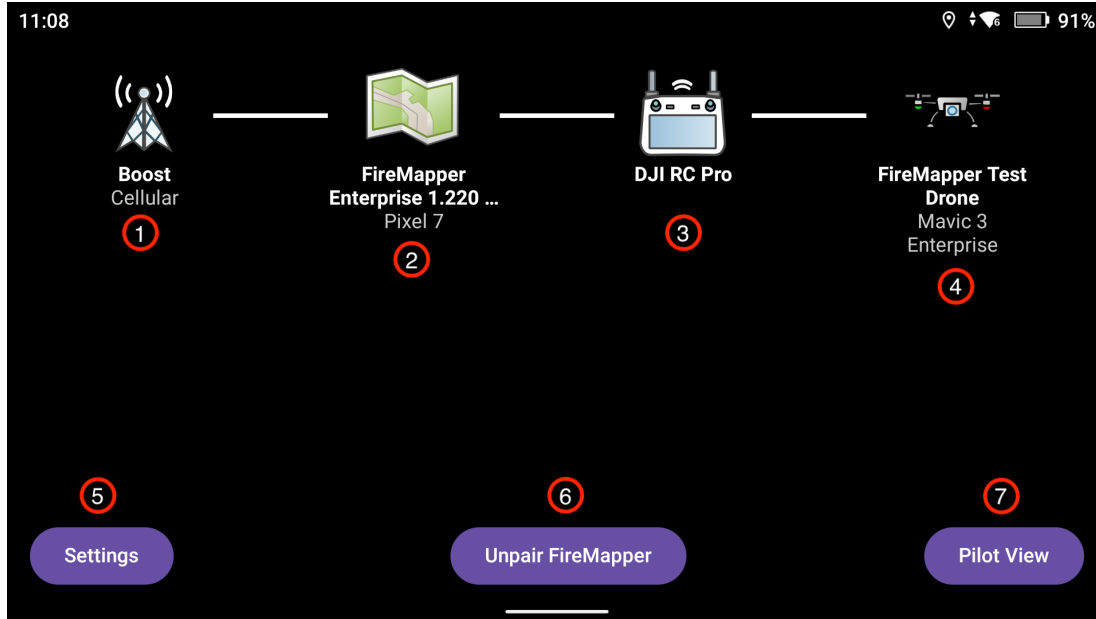 11:08
6
91%
Boost
Cellular
1
FireMapper
Enterprise 1.220 ...
Pixel 7
2
DJI RC Pro
3
FireMapper Test
Drone
Mavic 3
Enterprise
4
5
Settings
6
Unpair FireMapper
7
Pilot View